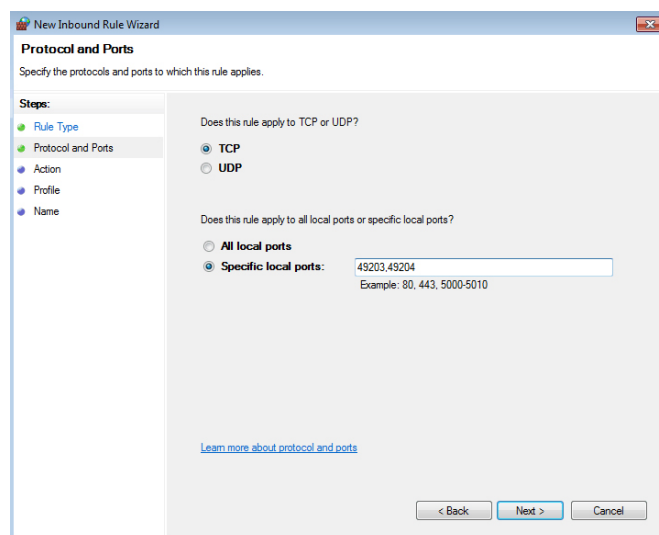 New Inbound Rule Wizard
Protocol and Ports
Specify the protocols and ports to which this rule applies.
Steps:
Rule Type
Protocol and Ports
Action
Profile
Name
Does this rule apply to TCP or UDP?
TCP
UDP
Does this rule apply to all local ports or specific local ports?
All local ports
Specific local ports:
49203,49204
Example: 80, 443, 5000-5010
Learn more about protocol and ports
< Back
Next >
Cancel